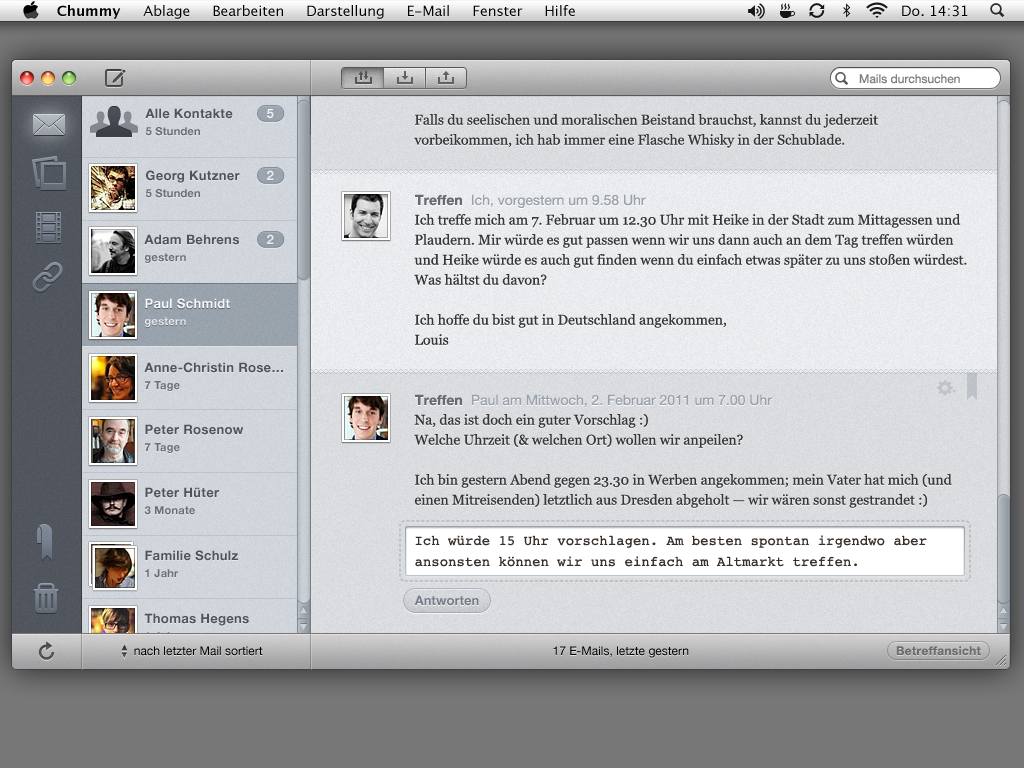 Chummy Ablage Bearbeiten Darstellung E-Mail Fenster Hilfe Do. 14:31
Mails durchsuchen
Alle Kontakte 5
5 Stunden
Georg Kutzner 2
5 Stunden
Adam Behrens 2
gestern
Paul Schmidt
gestern
Anne-Christin Rose...
7 Tage
Peter Rosenow
7 Tage
Peter Hüter
3 Monate
Familie Schulz
1 Jahr
Thomas Hegens
nach letzter Mail sortiert
Falls du seelischen und moralischen Beistand brauchst, kannst du jederzeit
vorbeikommen, ich hab immer eine Flasche Whisky in der Schublade.
Treffen Ich, vorgestern um 9.58 Uhr
Ich treffe mich am 7. Februar um 12.30 Uhr mit Heike in der Stadt zum Mittagessen und
Plaudern. Mir würde es gut passen wenn wir uns dann auch an dem Tag treffen würden
und Heike würde es auch gut finden wenn du einfach etwas später zu uns stoßen würdest.
Was hältst du davon?
Ich hoffe du bist gut in Deutschland angekommen,
Louis
Treffen Paul am Mittwoch, 2. Februar 2011 um 7.00 Uhr
Na, das ist doch ein guter Vorschlag :)
Welche Uhrzeit (& welchen Ort) wollen wir anpeilen?
Ich bin gestern Abend gegen 23.30 in Werben angekommen; mein Vater hat mich (und
einen Mitreisenden) letztlich aus Dresden abgeholt — wir wären sonst gestrandet :)
Ich würde 15 Uhr vorschlagen. Am besten spontan irgendwo aber
ansonsten können wir uns einfach am Altmarkt treffen.
Antworten
17 E-Mails, letzte gestern
Betreffansicht